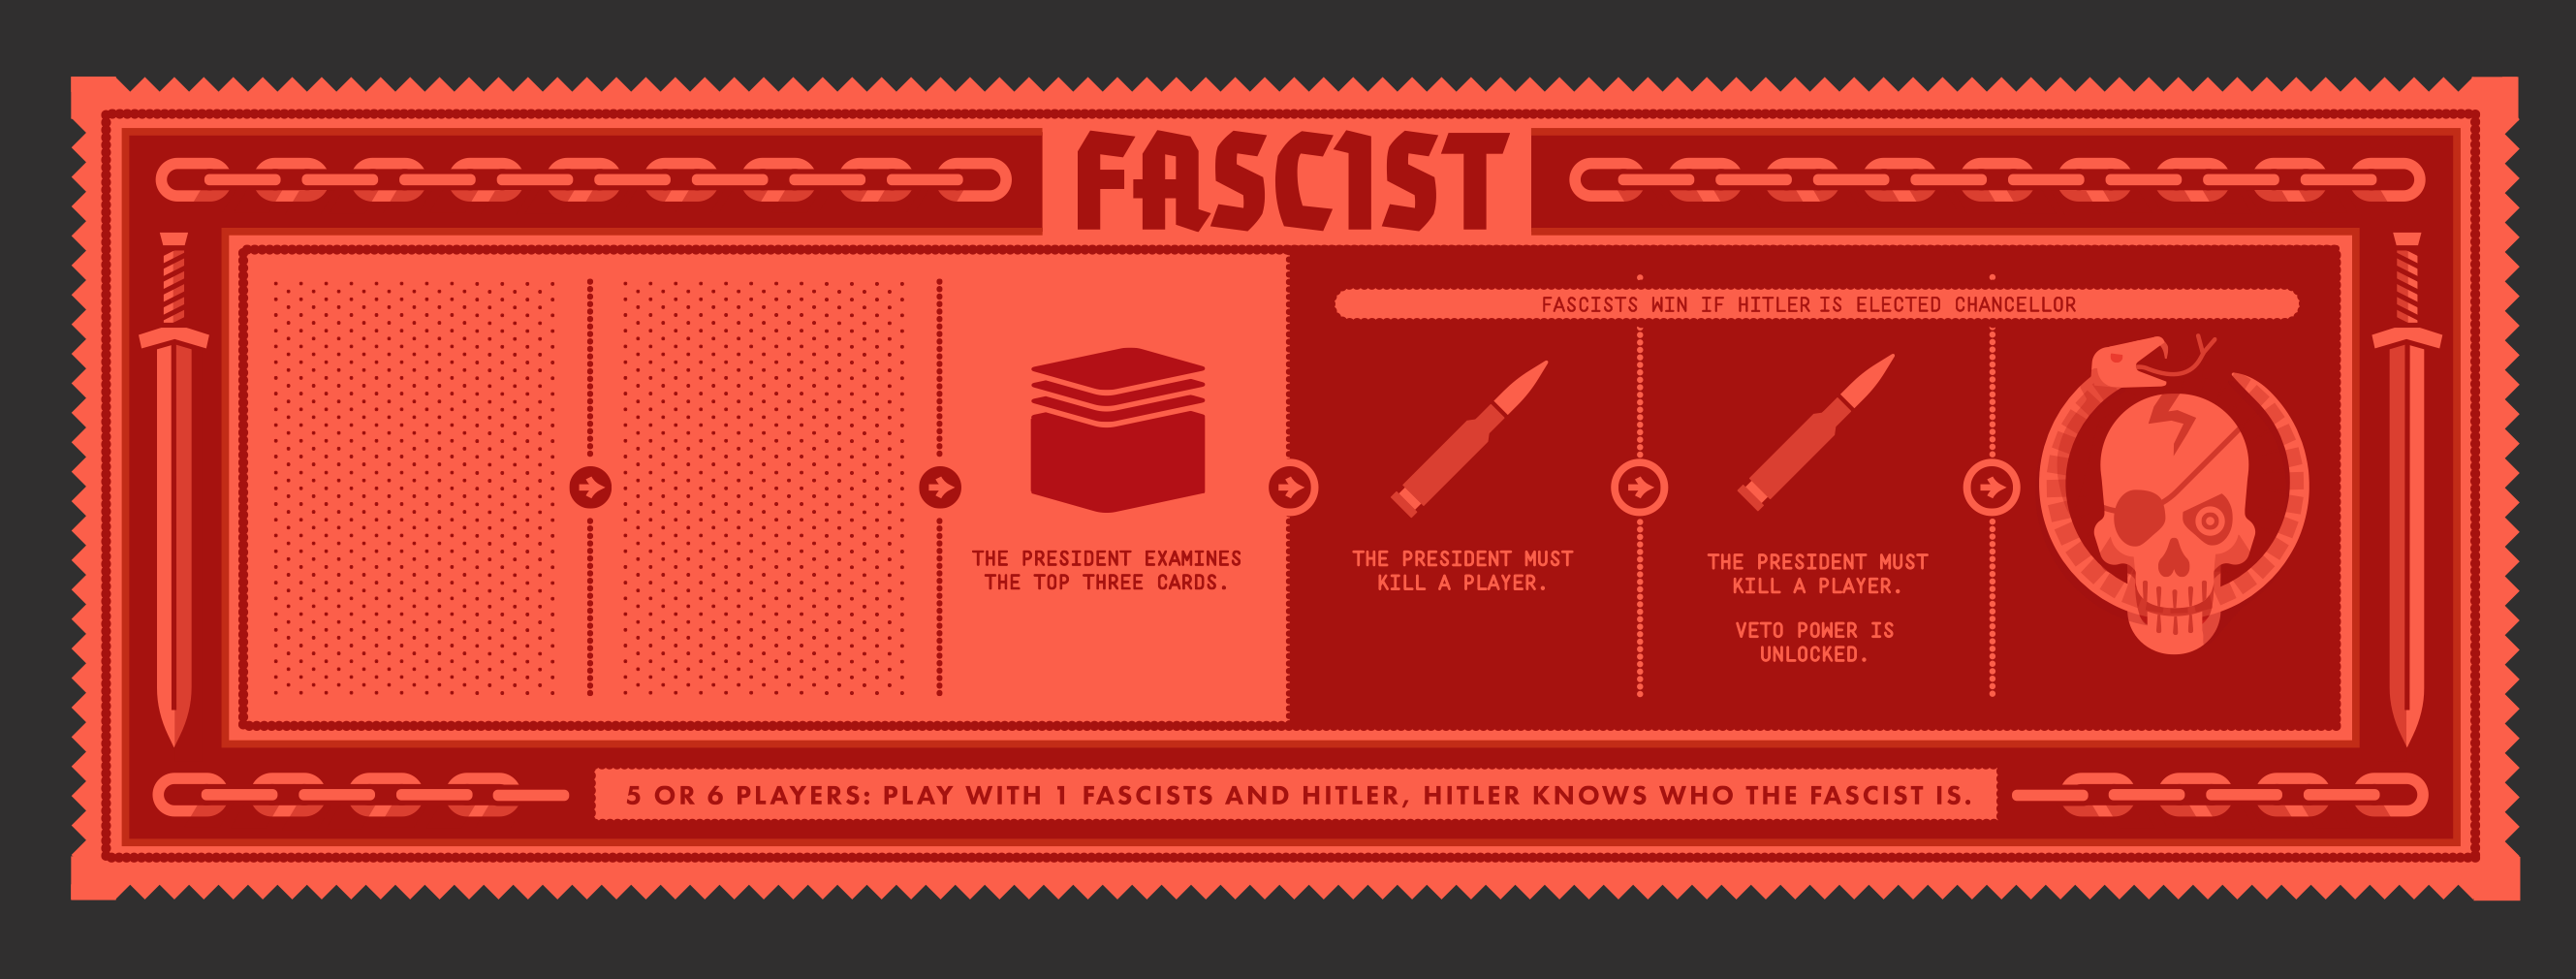 FASCIST
FASCISTS WIN IF HITLER IS ELECTED CHANCELLOR
THE PRESIDENT EXAMINES
THE TOP THREE CARDS.
THE PRESIDENT MUST
KILL A PLAYER.
THE PRESIDENT MUST
KILL A PLAYER.
VETO POWER IS
UNLOCKED.
5 OR 6 PLAYERS: PLAY WITH 1 FASCISTS AND HITLER, HITLER KNOWS WHO THE FASCIST IS.